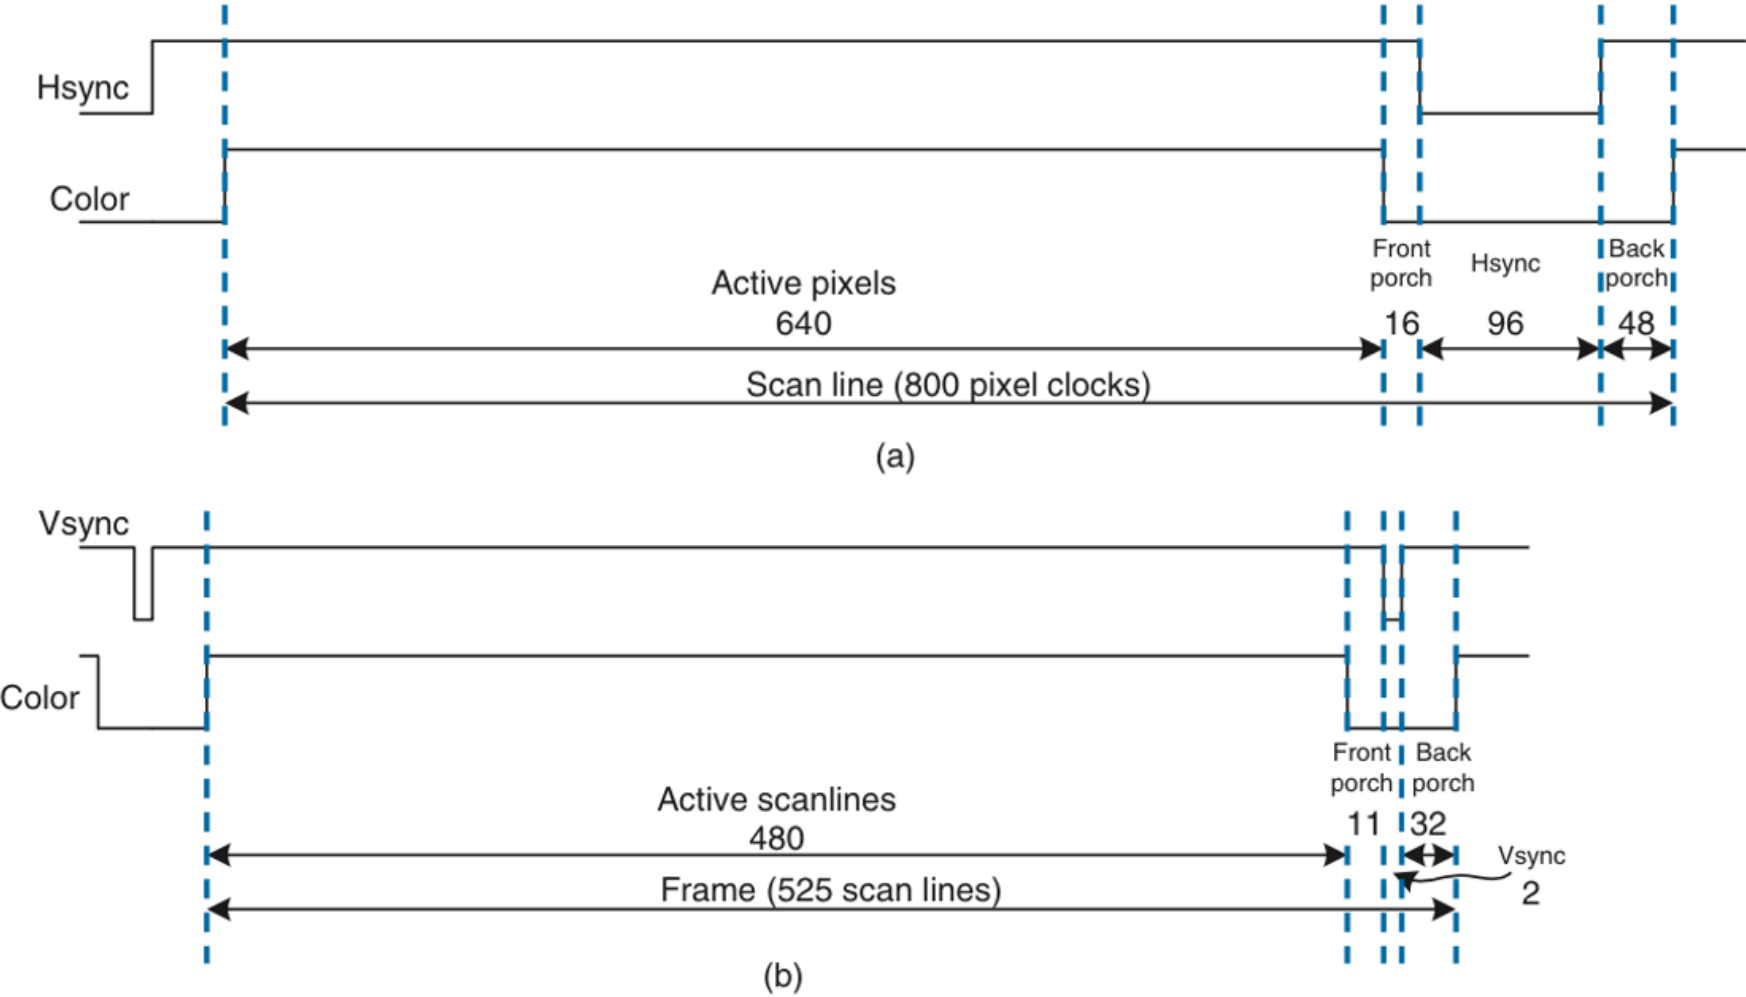 Hsync
Color
Front
porch
Hsync
Back
porch
Active pixels
640
16
96
48
Scan line (800 pixel clocks)
(a)
Vsync
Color
Front
porch
Back
porch
Active scanlines
480
11
32
Vsync
2
Frame (525 scan lines)
(b)